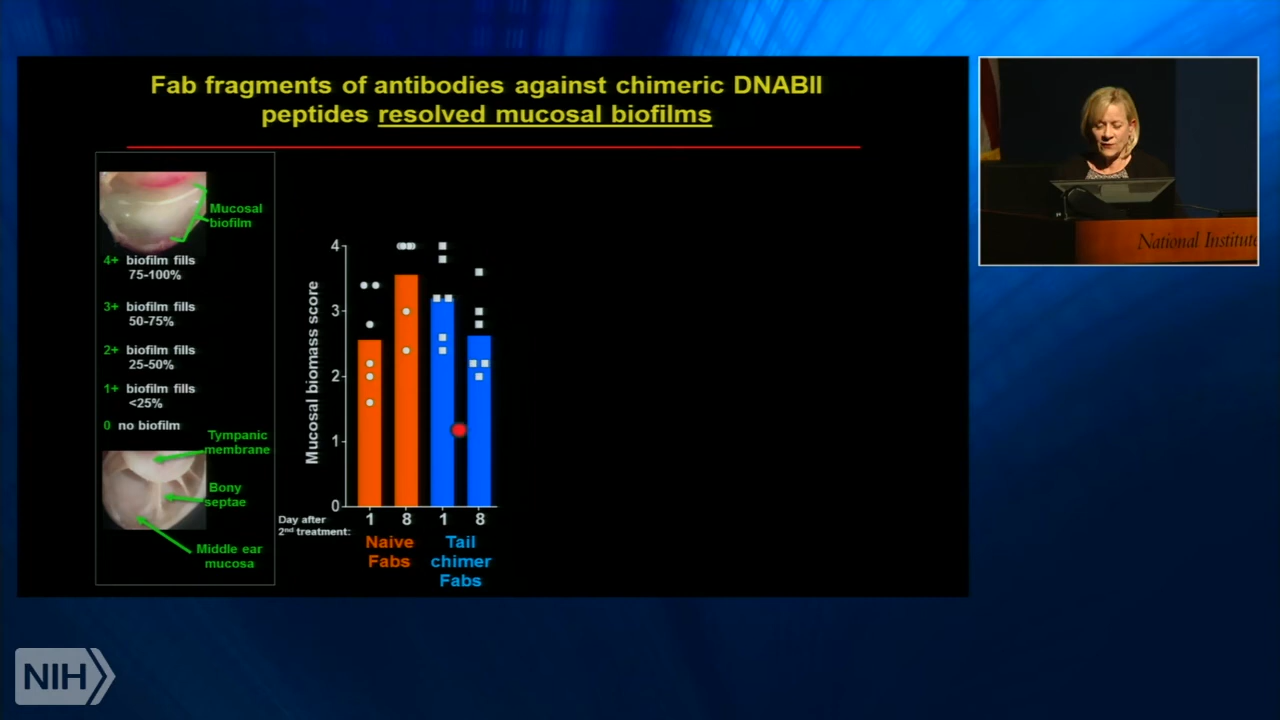 Fab fragments of antibodies against chimeric DNABII
peptides resolved mucosal biofilms
Mucosal
biofilm
4+ biofilm fills
75-100%
3+ biofilm fills
50-75%
2+ biofilm fills
25-50%
1+ biofilm fills
<25%
0 no biofilm
Tympanic
membrane
Bony
septae
Middle ear
mucosa
Mucosal biomass score
4
3
2
1
0
Day after
2nd treatment:
1 8 1 8
Naive
Fabs
Tail
chimer
Fabs
National Institute
NIH